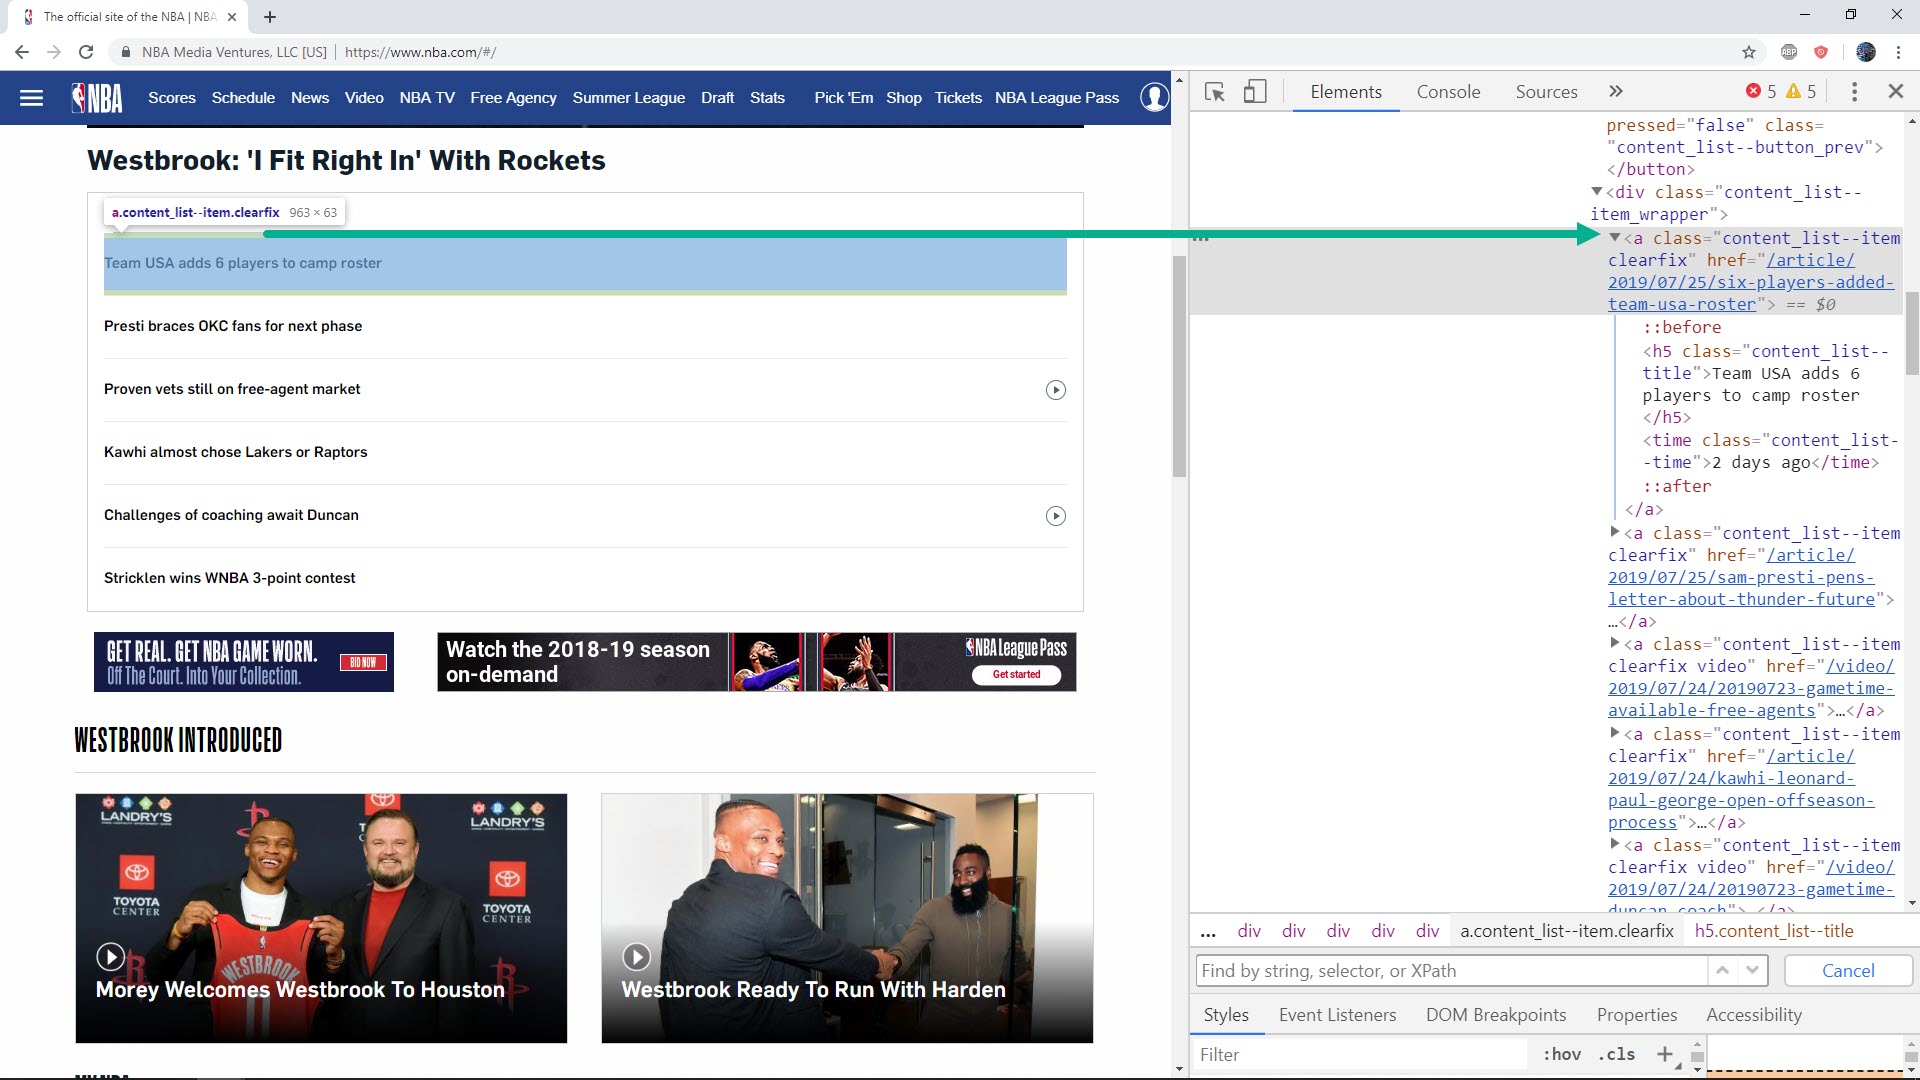 The official site of the NBA | NBA
NBA Media Ventures, LLC [US] | https://www.nba.com/#/
ABP
NBA
Scores Schedule News Video NBA TV Free Agency Summer League Draft Stats Pick 'Em Shop Tickets NBA League Pass
Westbrook: 'I Fit Right In' With Rockets
a.content_list--item.clearfix 963 × 63
Team USA adds 6 players to camp roster
Presti braces OKC fans for next phase
Proven vets still on free-agent market
Kawhi almost chose Lakers or Raptors
Challenges of coaching await Duncan
Stricklen wins WNBA 3-point contest
GET REAL. GET NBA GAME WORN.
Off The Court. Into Your Collection.
BID NOW
Watch the 2018-19 season
on-demand
NBA League Pass
Get started
WESTBROOK INTRODUCED
LANDRY'S
LANDRY'S
TOYOTA
CENTER
TOYOTA
CENTER
WESTBROOK
Morey Welcomes Westbrook To Houston
Westbrook Ready To Run With Harden
MY NBA
Elements Console Sources » 5 5
pressed="false" class=
"content_list--button_prev">
</button>
<div class="content_list--
item_wrapper">
<a class="content_list--item
clearfix" href="/article/
2019/07/25/six-players-added-
team-usa-roster"> == $0
::before
<h5 class="content_list--
title">Team USA adds 6
players to camp roster
</h5>
<time class="content_list-
-time">2 days ago</time>
::after
</a>
<a class="content_list--item
clearfix" href="/article/
2019/07/25/sam-presti-pens-
letter-about-thunder-future">
…</a>
<a class="content_list--item
clearfix video" href="/video/
2019/07/24/20190723-gametime-
available-free-agents">…</a>
<a class="content_list--item
clearfix" href="/article/
2019/07/24/kawhi-leonard-
paul-george-open-offseason-
process">…</a>
<a class="content_list--item
clearfix video" href="/video/
2019/07/24/20190723-gametime-
duncan-coach">…</a>
... div div div div div a.content_list--item.clearfix h5.content_list--title
Find by string, selector, or XPath Cancel
Styles Event Listeners DOM Breakpoints Properties Accessibility
Filter :hov .cls +